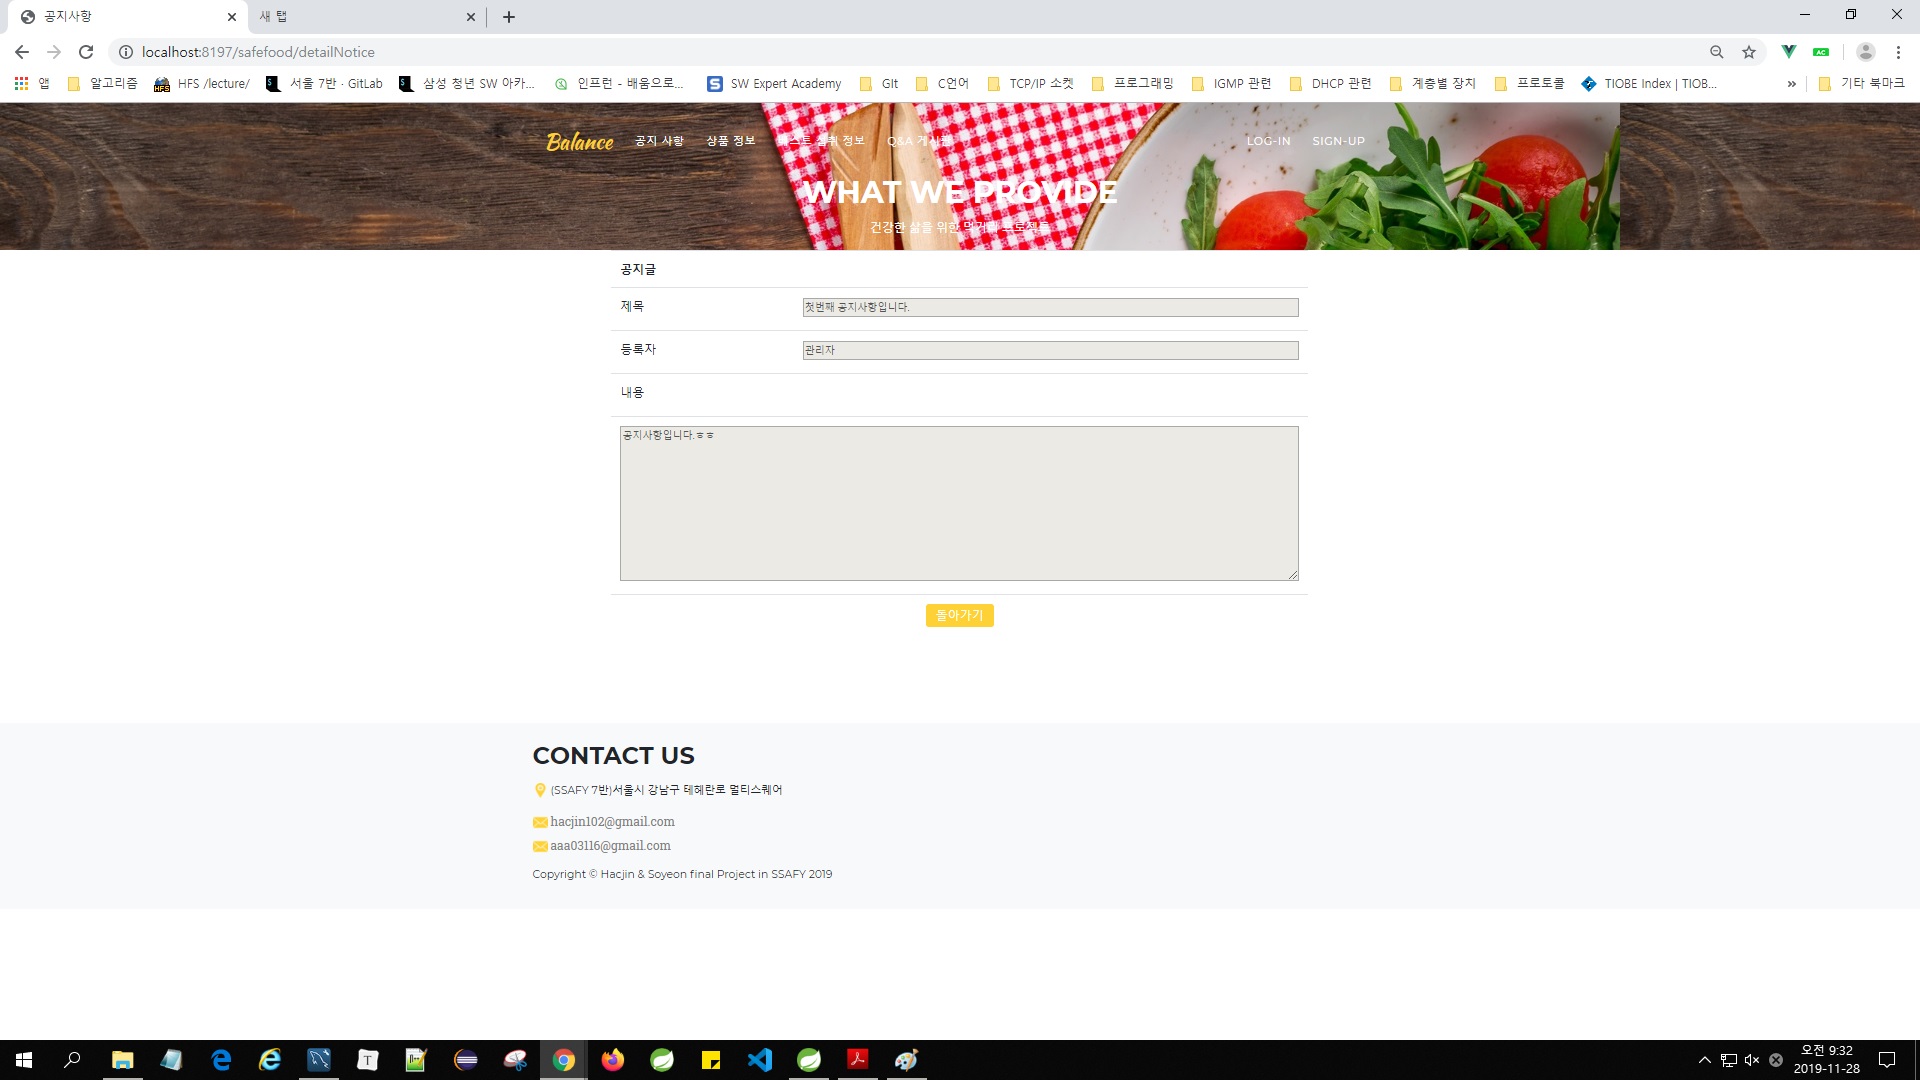 공지사항
새 탭
localhost:8197/safefood/detailNotice
앱 알고리즘 HFS /lecture/ 서울 7반 · GitLab 삼성 청년 SW 아카... 인프런 - 배움으로... SW Expert Academy GIt C언어 TCP/IP 소켓 프로그래밍 IGMP 관련 DHCP 관련 계층별 장치 프로토콜 TIOBE Index | TIOB... » 기타 북마크
Balance 공지 사항 상품 정보 정보 Q&A LOG-IN SIGN-UP
WHAT WE PROVIDE
건강한 삶을 위한
공지글
제목 첫번째 공지사항입니다.
등록자 관리자
내용
공지사항입니다.ㅎㅎ
돌아가기
CONTACT US
(SSAFY 7반)서울시 강남구 테헤란로 멀티스퀘어
hacjin102@gmail.com
aaa03116@gmail.com
Copyright © Hacjin & Soyeon final Project in SSAFY 2019
오전 9:32
2019-11-28